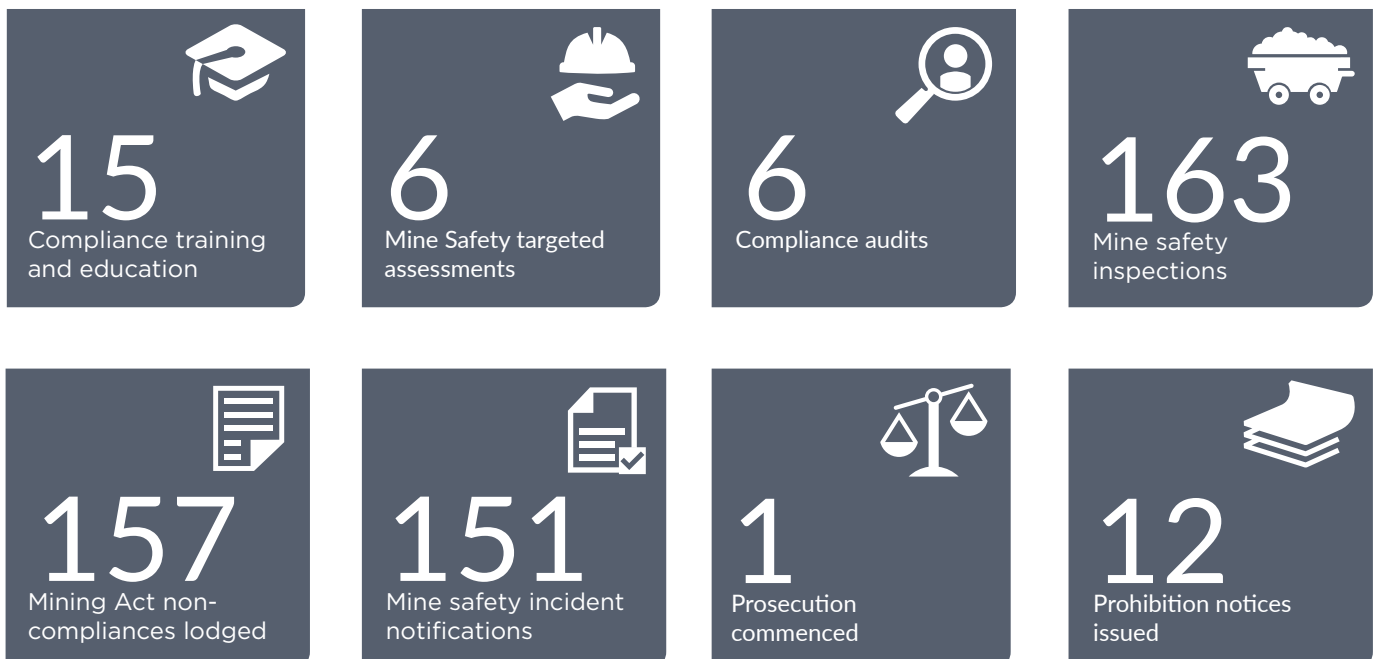 15
Compliance training
and education
6
Mine Safety targeted
assessments
6
Compliance audits
163
Mine safety
inspections
157
Mining Act non-
compliances lodged
151
Mine safety incident
notifications
1
Prosecution
commenced
12
Prohibition notices
issued